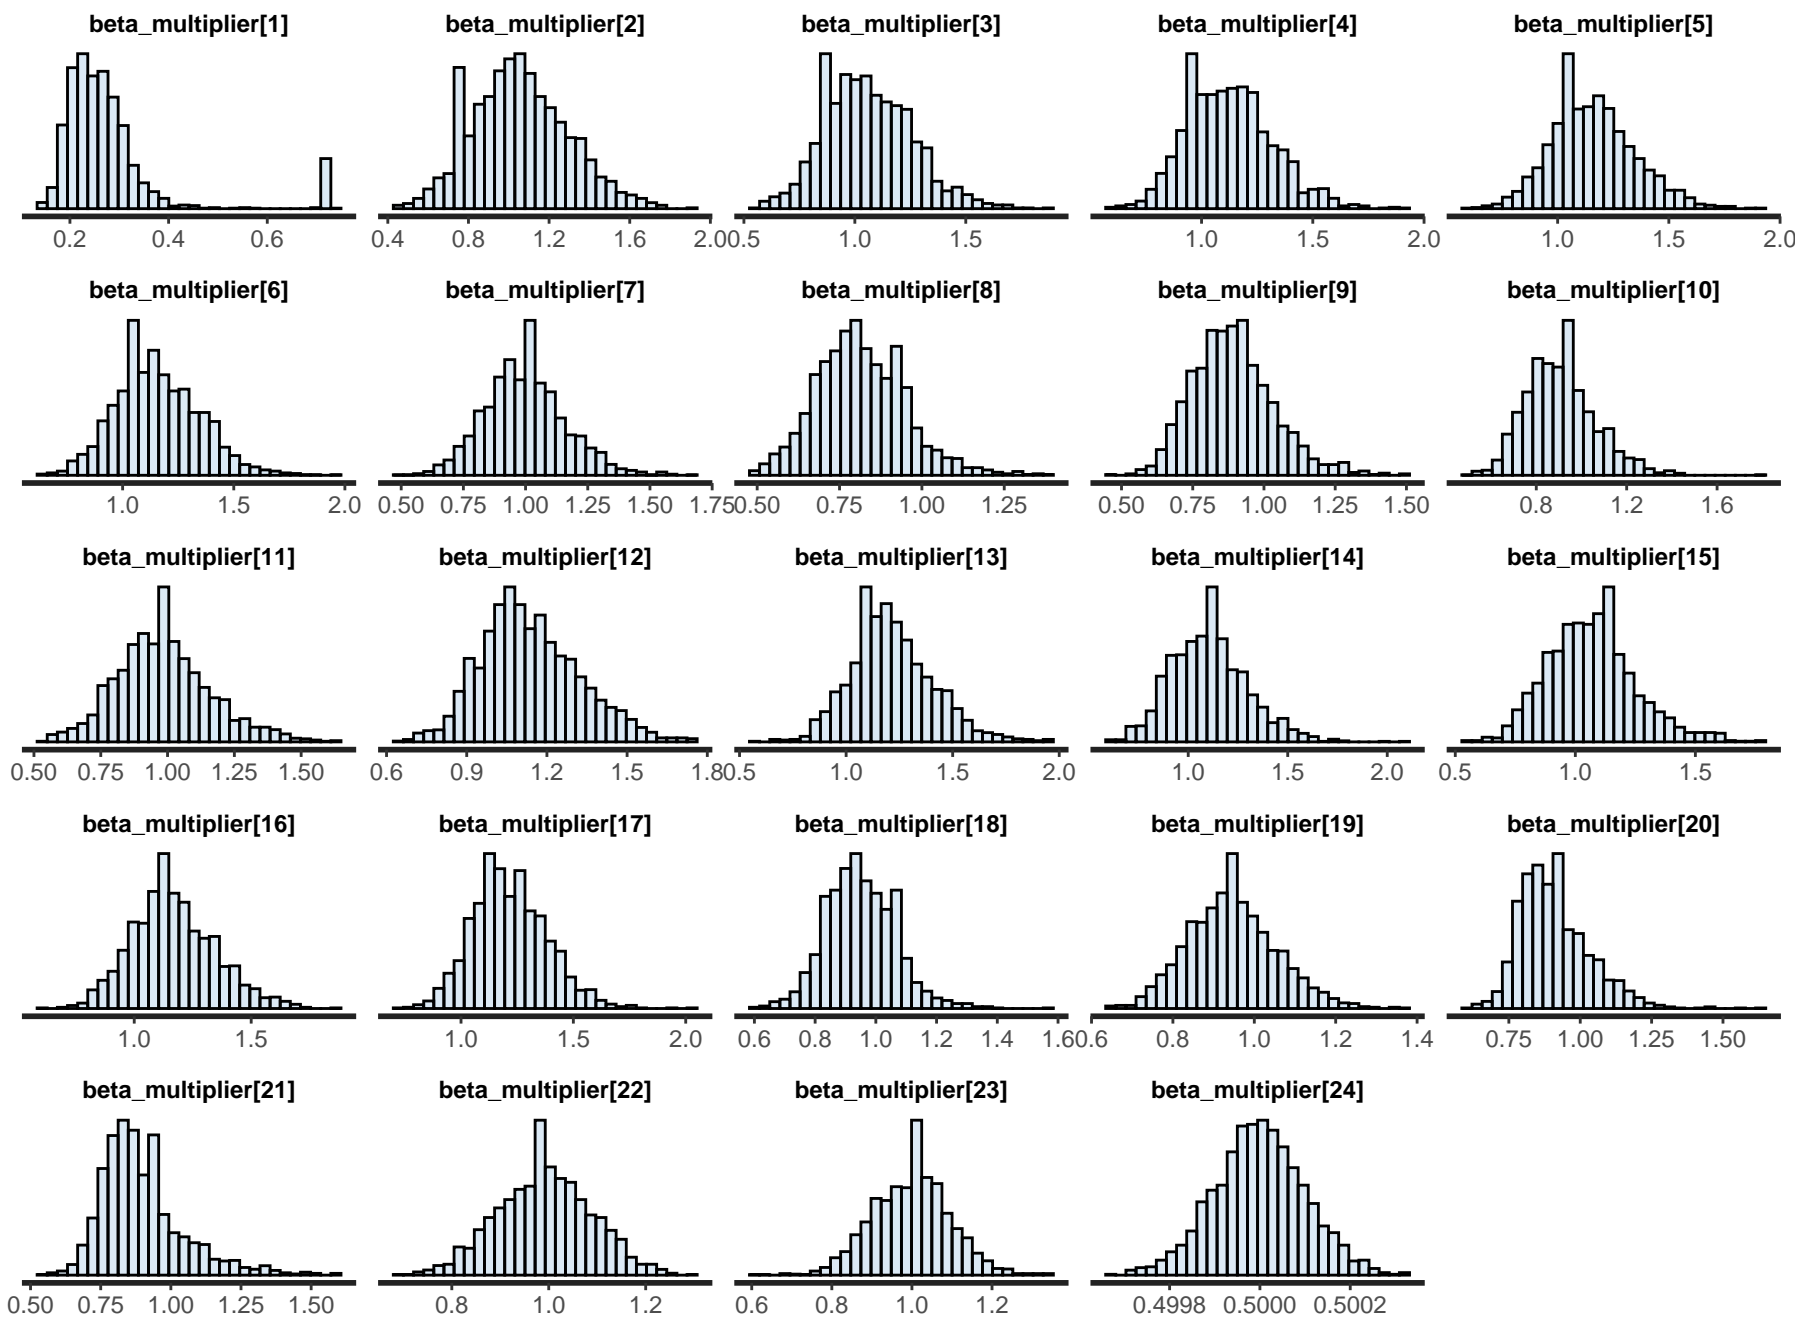 beta_multiplier[1] beta_multiplier[2] beta_multiplier[3] beta_multiplier[4] beta_multiplier[5]
0.2 0.4 0.6 0.4 0.8 1.2 1.6 2.0 0.5 1.0 1.5 1.0 1.5 2.0 1.0 1.5 2.0
beta_multiplier[6] beta_multiplier[7] beta_multiplier[8] beta_multiplier[9] beta_multiplier[10]
1.0 1.5 2.0 0.50 0.75 1.00 1.25 1.50 1.75 0.50 0.75 1.00 1.25 0.50 0.75 1.00 1.25 1.50 0.8 1.2 1.6
beta_multiplier[11] beta_multiplier[12] beta_multiplier[13] beta_multiplier[14] beta_multiplier[15]
0.50 0.75 1.00 1.25 1.50 0.6 0.9 1.2 1.5 1.8 0.5 1.0 1.5 2.0 1.0 1.5 2.0 0.5 1.0 1.5
beta_multiplier[16] beta_multiplier[17] beta_multiplier[18] beta_multiplier[19] beta_multiplier[20]
1.0 1.5 1.0 1.5 2.0 0.6 0.8 1.0 1.2 1.4 1.6 0.6 0.8 1.0 1.2 1.4 0.75 1.00 1.25 1.50
beta_multiplier[21] beta_multiplier[22] beta_multiplier[23] beta_multiplier[24]
0.50 0.75 1.00 1.25 1.50 0.8 1.0 1.2 0.6 0.8 1.0 1.2 0.4998 0.5000 0.5002